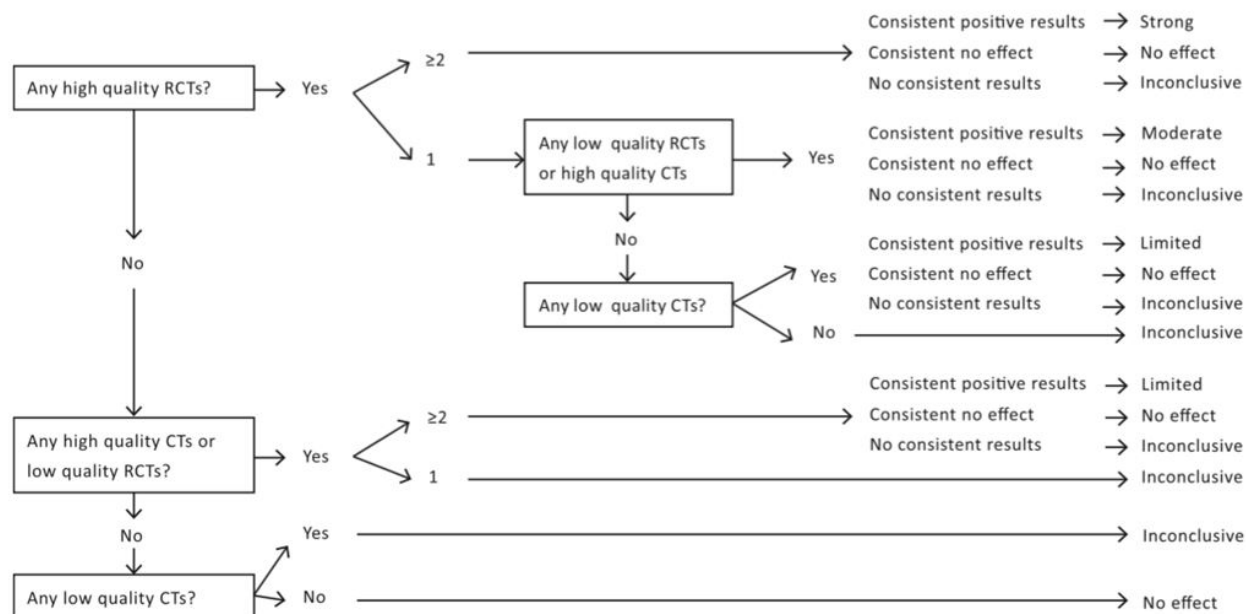 Consistent positive results → Strong
≥2
Consistent no effect → No effect
Any high quality RCTs? → Yes
No consistent results → Inconclusive
Consistent positive results → Moderate
Any low quality RCTs
1
Yes
or high quality CTs
Consistent no effect → No effect
No consistent results → Inconclusive
No
Consistent positive results → Limited
No
Yes
Consistent no effect → No effect
Any low quality CTs?
No consistent results → Inconclusive
No
Inconclusive
Consistent positive results → Limited
≥2
Consistent no effect → No effect
Any high quality CTs or
low quality RCTs?
Yes
No consistent results → Inconclusive
1
Inconclusive
No
Yes
Inconclusive
Any low quality CTs?
No
No effect